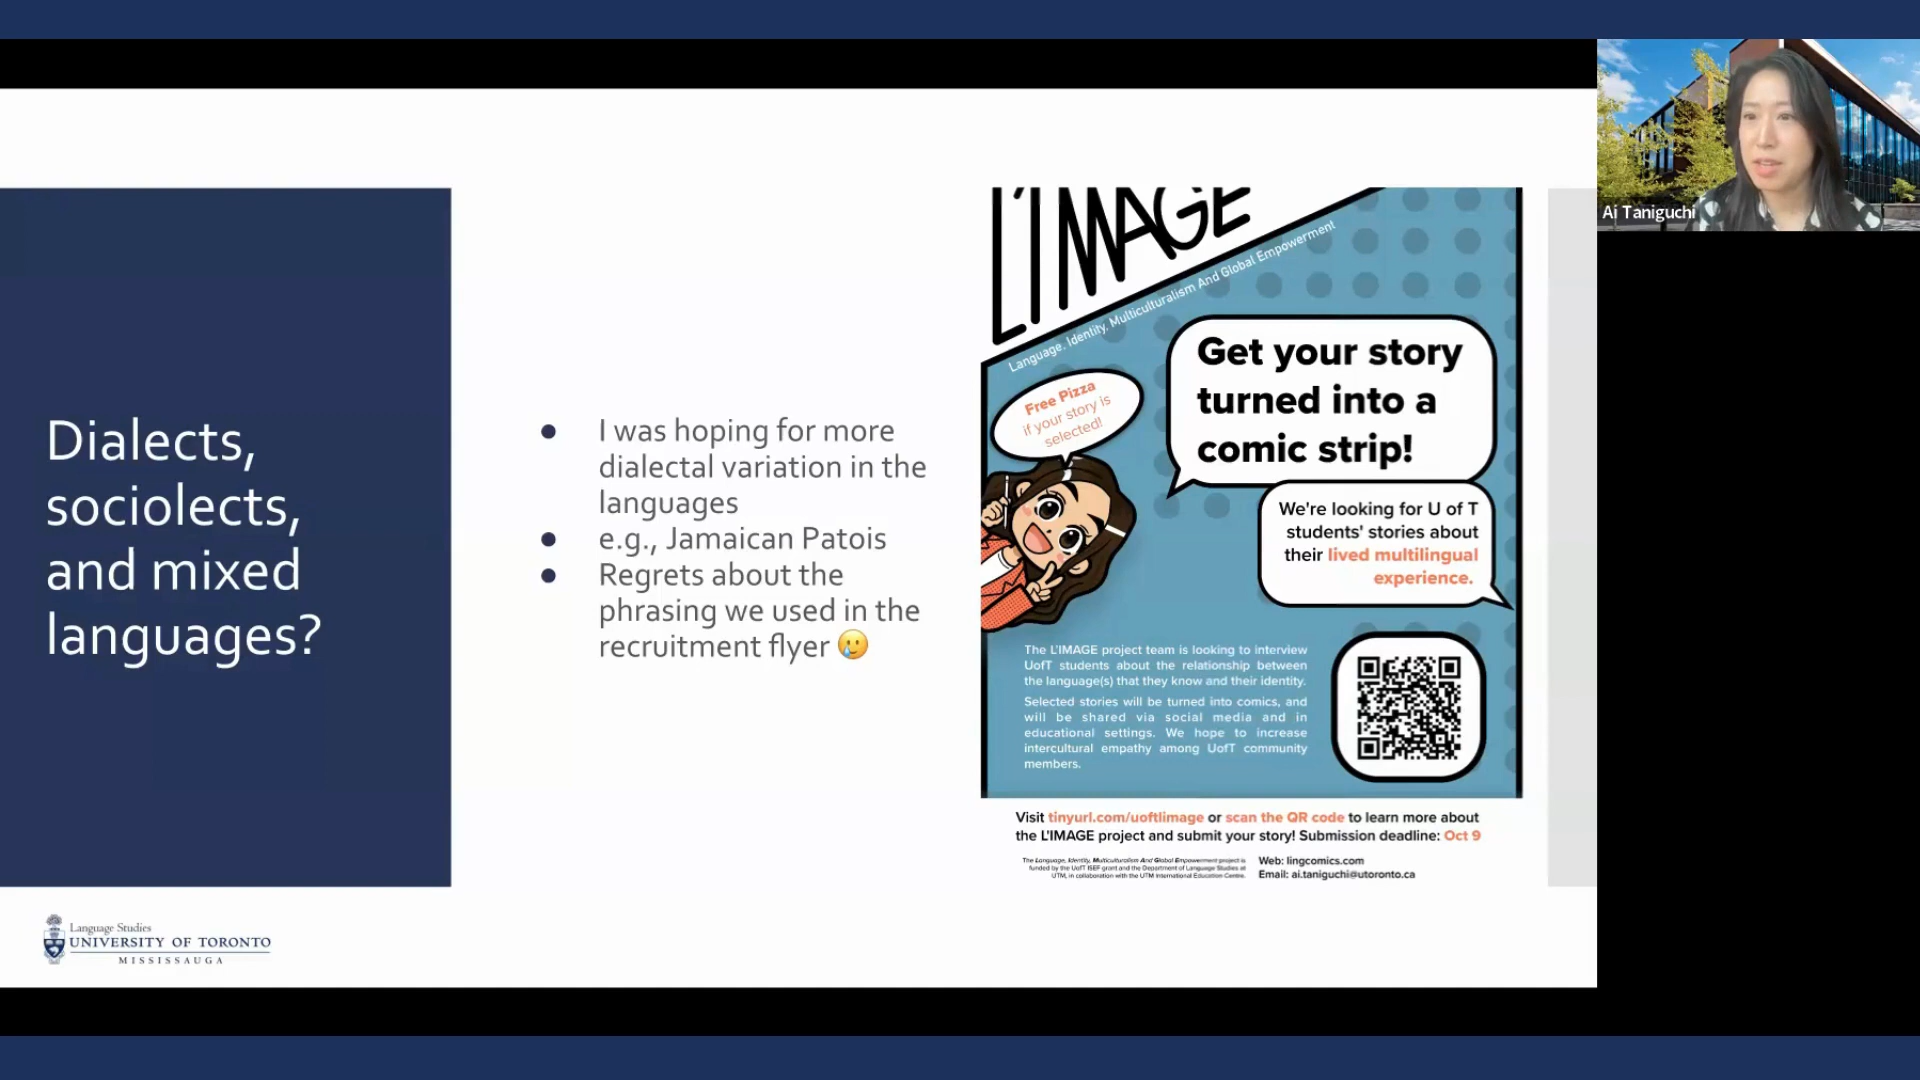 Dialects,
sociolects,
and mixed
languages?
● I was hoping for more
dialectal variation in the
languages
● e.g., Jamaican Patois
● Regrets about the
phrasing we used in the
recruitment flyer 🥲
L'IMAGE
Language, Identity, Multiculturalism And Global Empowerment
Get your story
turned into a
comic strip!
Free Pizza
if your story is
selected!
We're looking for U of T
students' stories about
their lived multilingual
experience.
The L'IMAGE project team is looking to interview
UofT students about the relationship between
the language(s) that they know and their identity.
Selected stories will be turned into comics, and
will be shared via social media and in
educational settings. We hope to increase
intercultural empathy among UofT community
members.
Visit tinyurl.com/uoftlimage or scan the QR code to learn more about
the L'IMAGE project and submit your story! Submission deadline: Oct 9
The Language, Identity, Multiculturalism And Global Empowerment project is
funded by the UofT ISEF grant and the Department of Language Studies at
UTM, in collaboration with the UTM International Education Centre.
Web: lingcomics.com
Email: ai.taniguchi@utoronto.ca
Language Studies
UNIVERSITY OF TORONTO
MISSISSAUGA
Ai Taniguchi